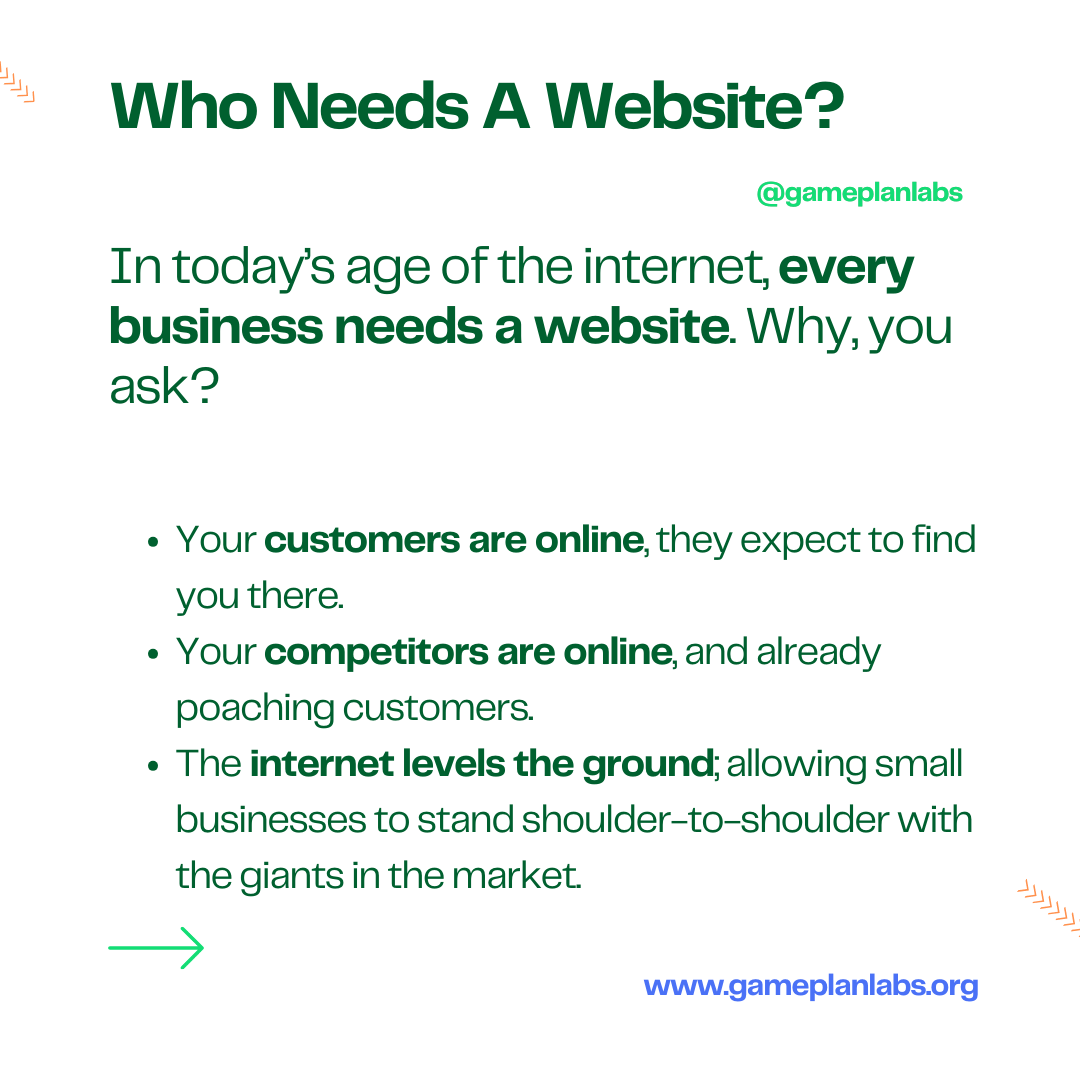 Who Needs A Website?
@gameplanlabs
In today’s age of the internet, every
business needs a website. Why, you
ask?
• Your customers are online, they expect to find
you there.
• Your competitors are online, and already
poaching customers.
• The internet levels the ground; allowing small
businesses to stand shoulder-to-shoulder with
the giants in the market.
www.gameplanlabs.org